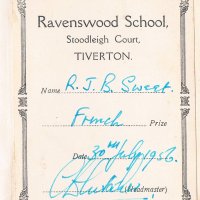 Ravenswood School,
Stoodleigh Court,
TIVERTON.
Name R. J. B. Sweet.
French Prize
Date 30th July 1956.
(Headmaster)